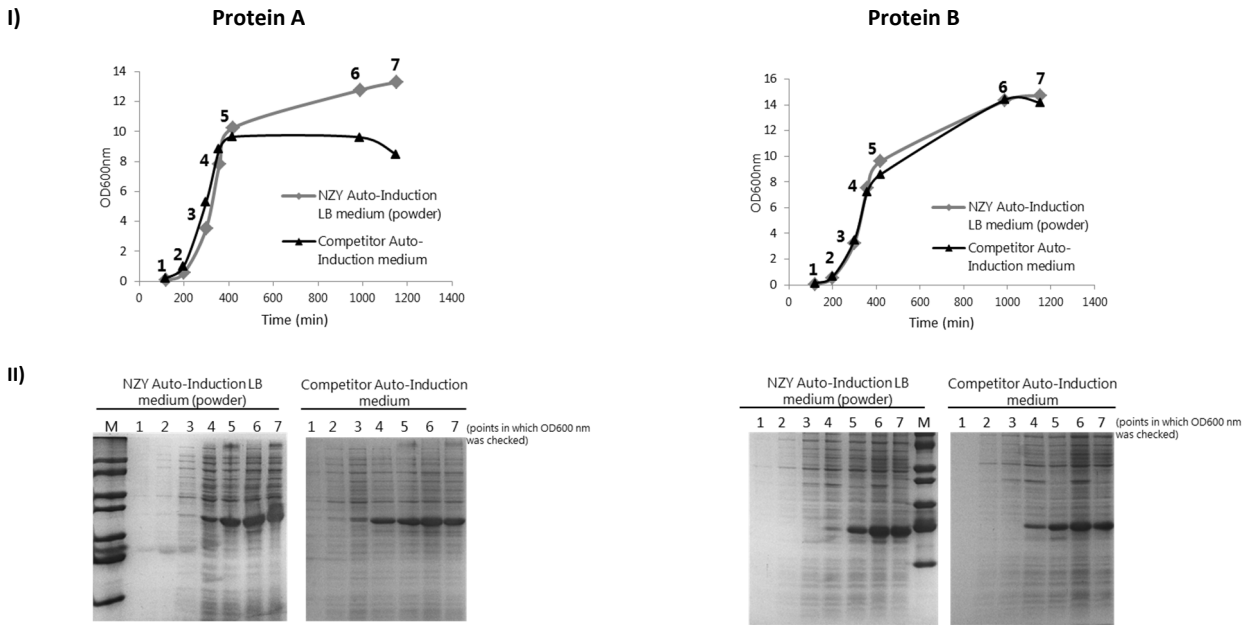 I)
Protein A
Protein B
14
12
10
8
6
4
2
0
OD600nm
0 200 400 600 800 1000 1200 1400
Time (min)
1
2
3
4
5
6
7
NZY Auto-Induction
LB medium (powder)
Competitor Auto-
Induction medium
16
14
12
10
8
6
4
2
0
OD600nm
0 200 400 600 800 1000 1200 1400
Time (min)
1
2
3
4
5
6
7
NZY Auto-Induction
LB medium (powder)
Competitor Auto-
Induction medium
II)
NZY Auto-Induction LB
medium (powder)
M 1 2 3 4 5 6 7
Competitor Auto-Induction
medium
1 2 3 4 5 6 7
(points in which OD600 nm
was checked)
NZY Auto-Induction LB
medium (powder)
1 2 3 4 5 6 7 M
Competitor Auto-Induction
medium
1 2 3 4 5 6 7
(points in which OD600 nm
was checked)